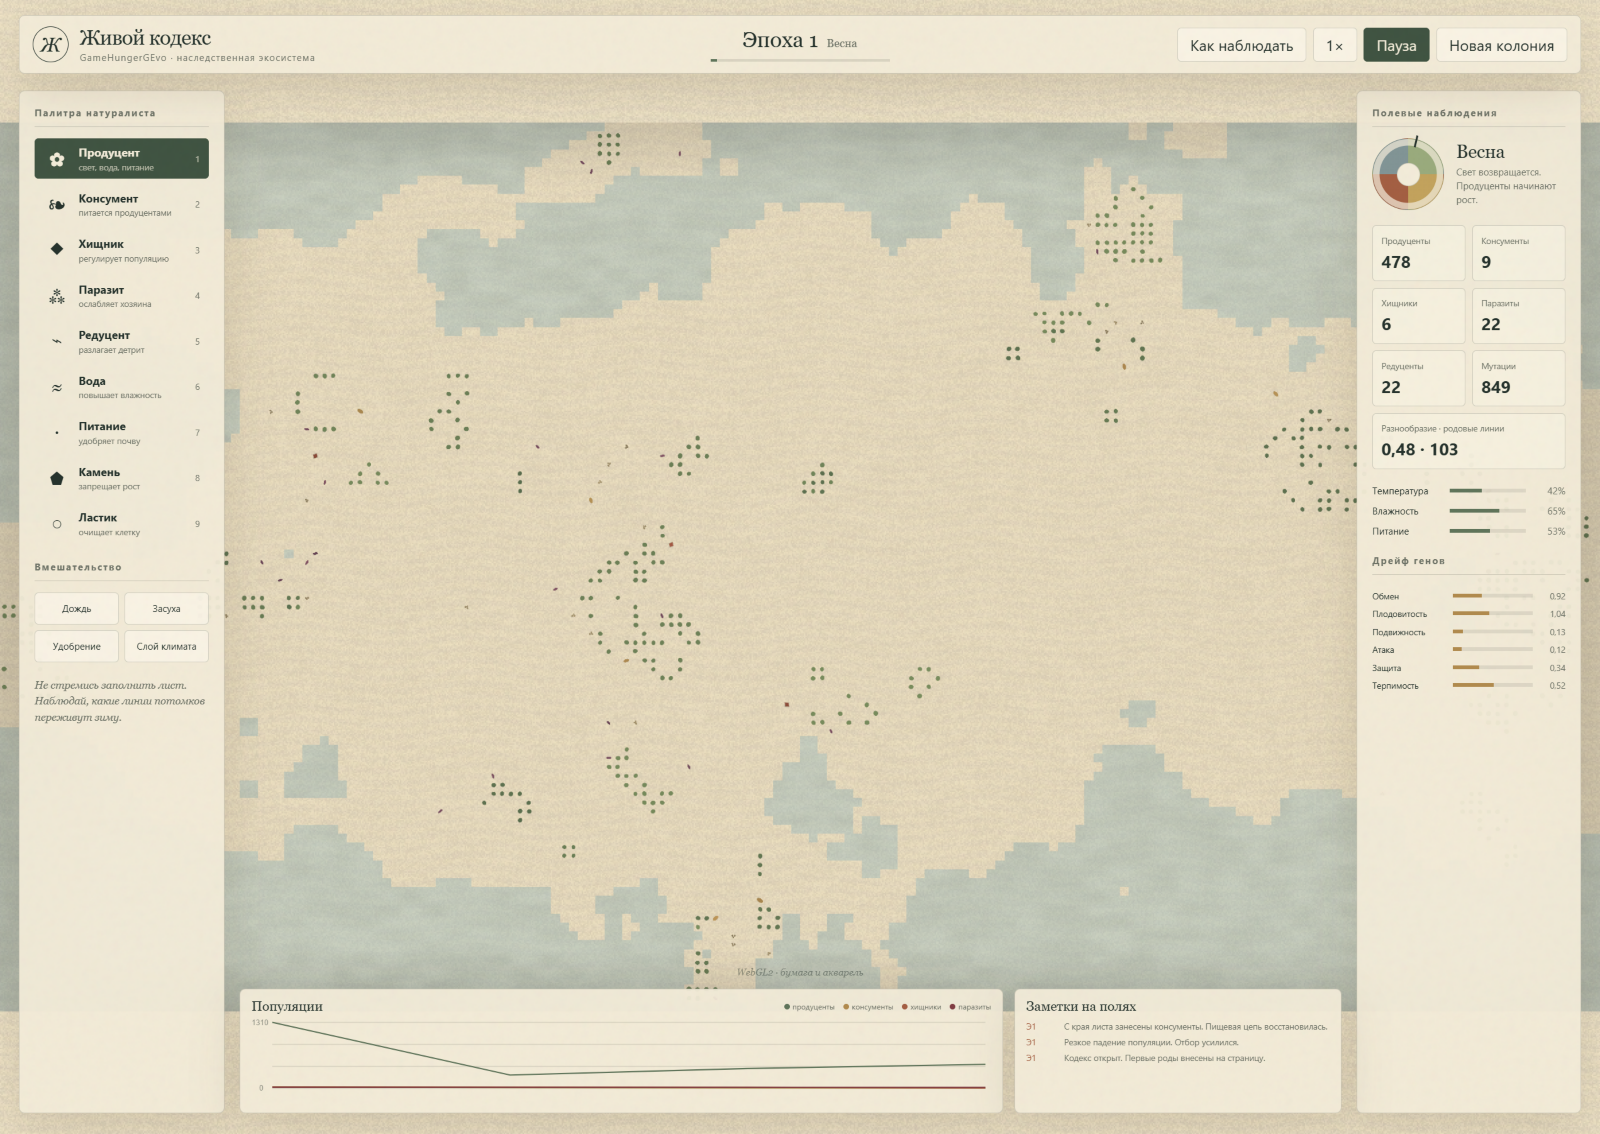 Ж
Живой кодекс
GameHungerGEvo · наследственная экосистема
Эпоха 1 Весна
Как наблюдать
1×
Пауза
Новая колония
Палитра натуралиста
Продуцент 1
свет, вода, питание
Консумент 2
питается продуцентами
Хищник 3
регулирует популяцию
Паразит 4
ослабляет хозяина
Редуцент 5
разлагает детрит
Вода 6
повышает влажность
Питание 7
удобряет почву
Камень 8
запрещает рост
Ластик 9
очищает клетку
Вмешательство
Дождь
Засуха
Удобрение
Слой климата
Не стремись заполнить лист.
Наблюдай, какие линии потомков
переживут зиму.
WebGL2 · бумага и акварель
Популяции
продуценты консументы хищники паразиты
1310
0
Заметки на полях
Э1 С края листа занесены консументы. Пищевая цепь восстановилась.
Э1 Резкое падение популяции. Отбор усилился.
Э1 Кодекс открыт. Первые роды внесены на страницу.
Полевые наблюдения
Весна
Свет возвращается.
Продуценты начинают
рост.
Продуценты
478
Консументы
9
Хищники
6
Паразиты
22
Редуценты
22
Мутации
849
Разнообразие · родовые линии
0,48 · 103
Температура 42%
Влажность 65%
Питание 53%
Дрейф генов
Обмен 0.92
Плодовитость 1.04
Подвижность 0,13
Атака 0.12
Защита 0,34
Терпимость 0.52